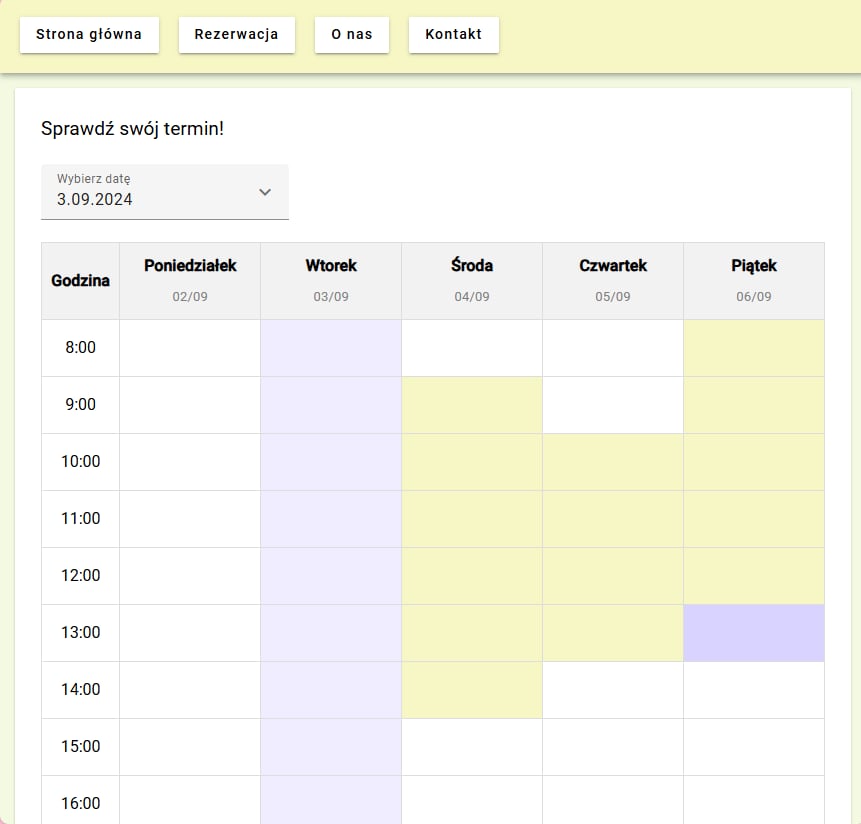 Strona główna Rezerwacja O nas Kontakt
Sprawdź swój termin!
Wybierz datę
3.09.2024
Godzina Poniedziałek Wtorek Środa Czwartek Piątek
02/09 03/09 04/09 05/09 06/09
8:00
9:00
10:00
11:00
12:00
13:00
14:00
15:00
16:00